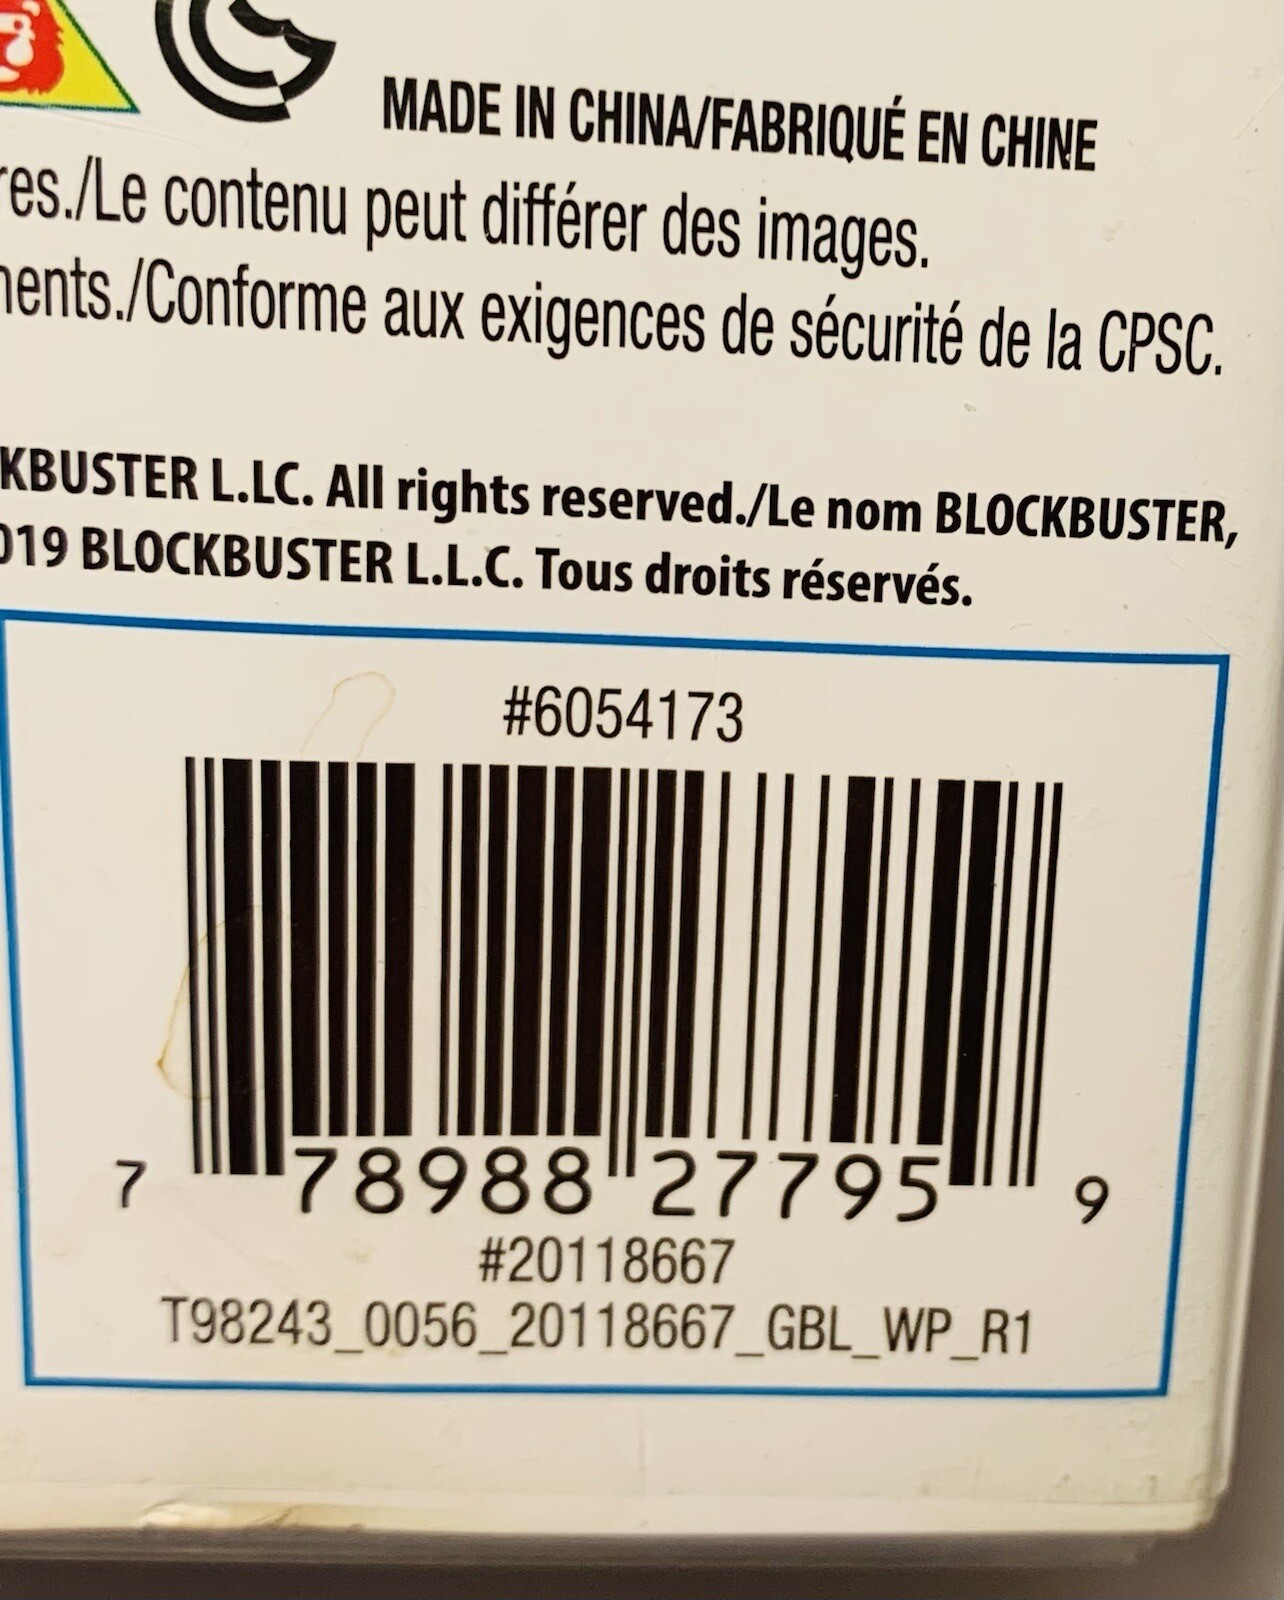 MADE IN CHINA/FABRIQUÉ EN CHINE
res./Le contenu peut différer des images.
nents./Conforme aux exigences de sécurité de la CPSC.
KBUSTER L.LC. All rights reserved./Le nom BLOCKBUSTER,
019 BLOCKBUSTER L.L.C. Tous droits réservés.
#6054173
7 78988 27795 9
#20118667
T98243_0056_20118667_GBL_WP_R1